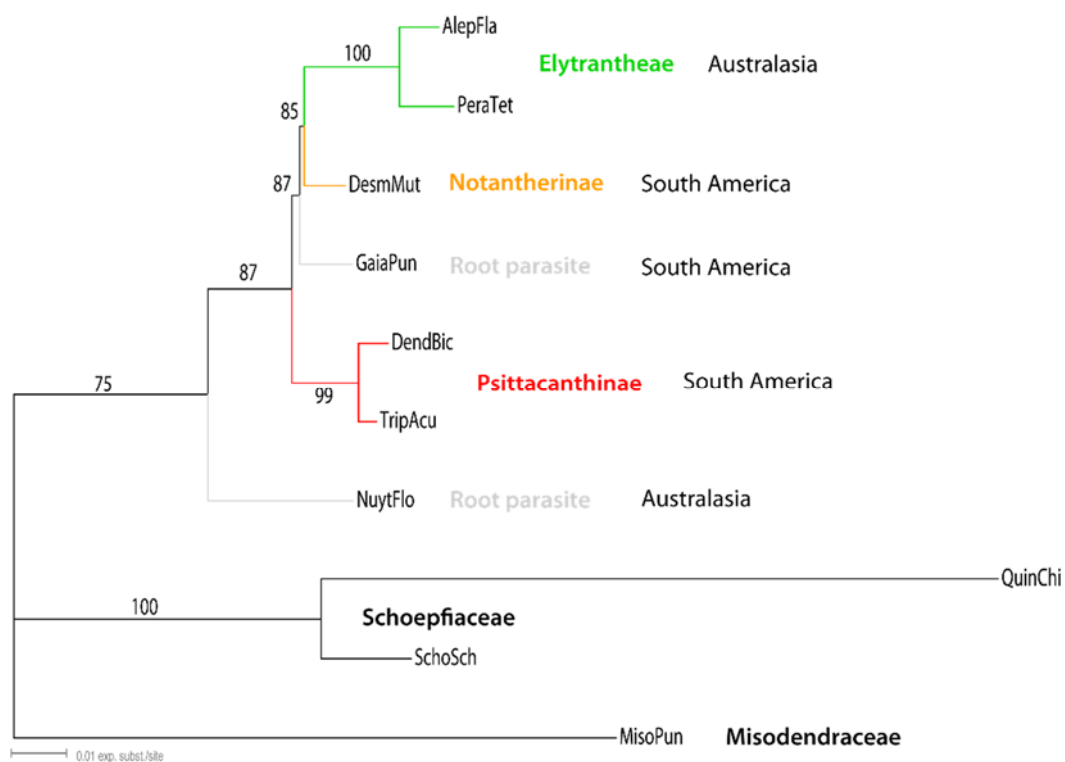 AlepFla
100
Elytrantheae Australasia
PeraTet
85
DesmMut Notantherinae South America
87
GaiaPun Root parasite South America
87
DendBic
Psittacanthinae South America
75
99
TripAcu
NuytFlo Root parasite Australasia
QuinChi
100
Schoepfiaceae
SchoSch
MisoPun Misodendraceae
0.01 exp. subst./site